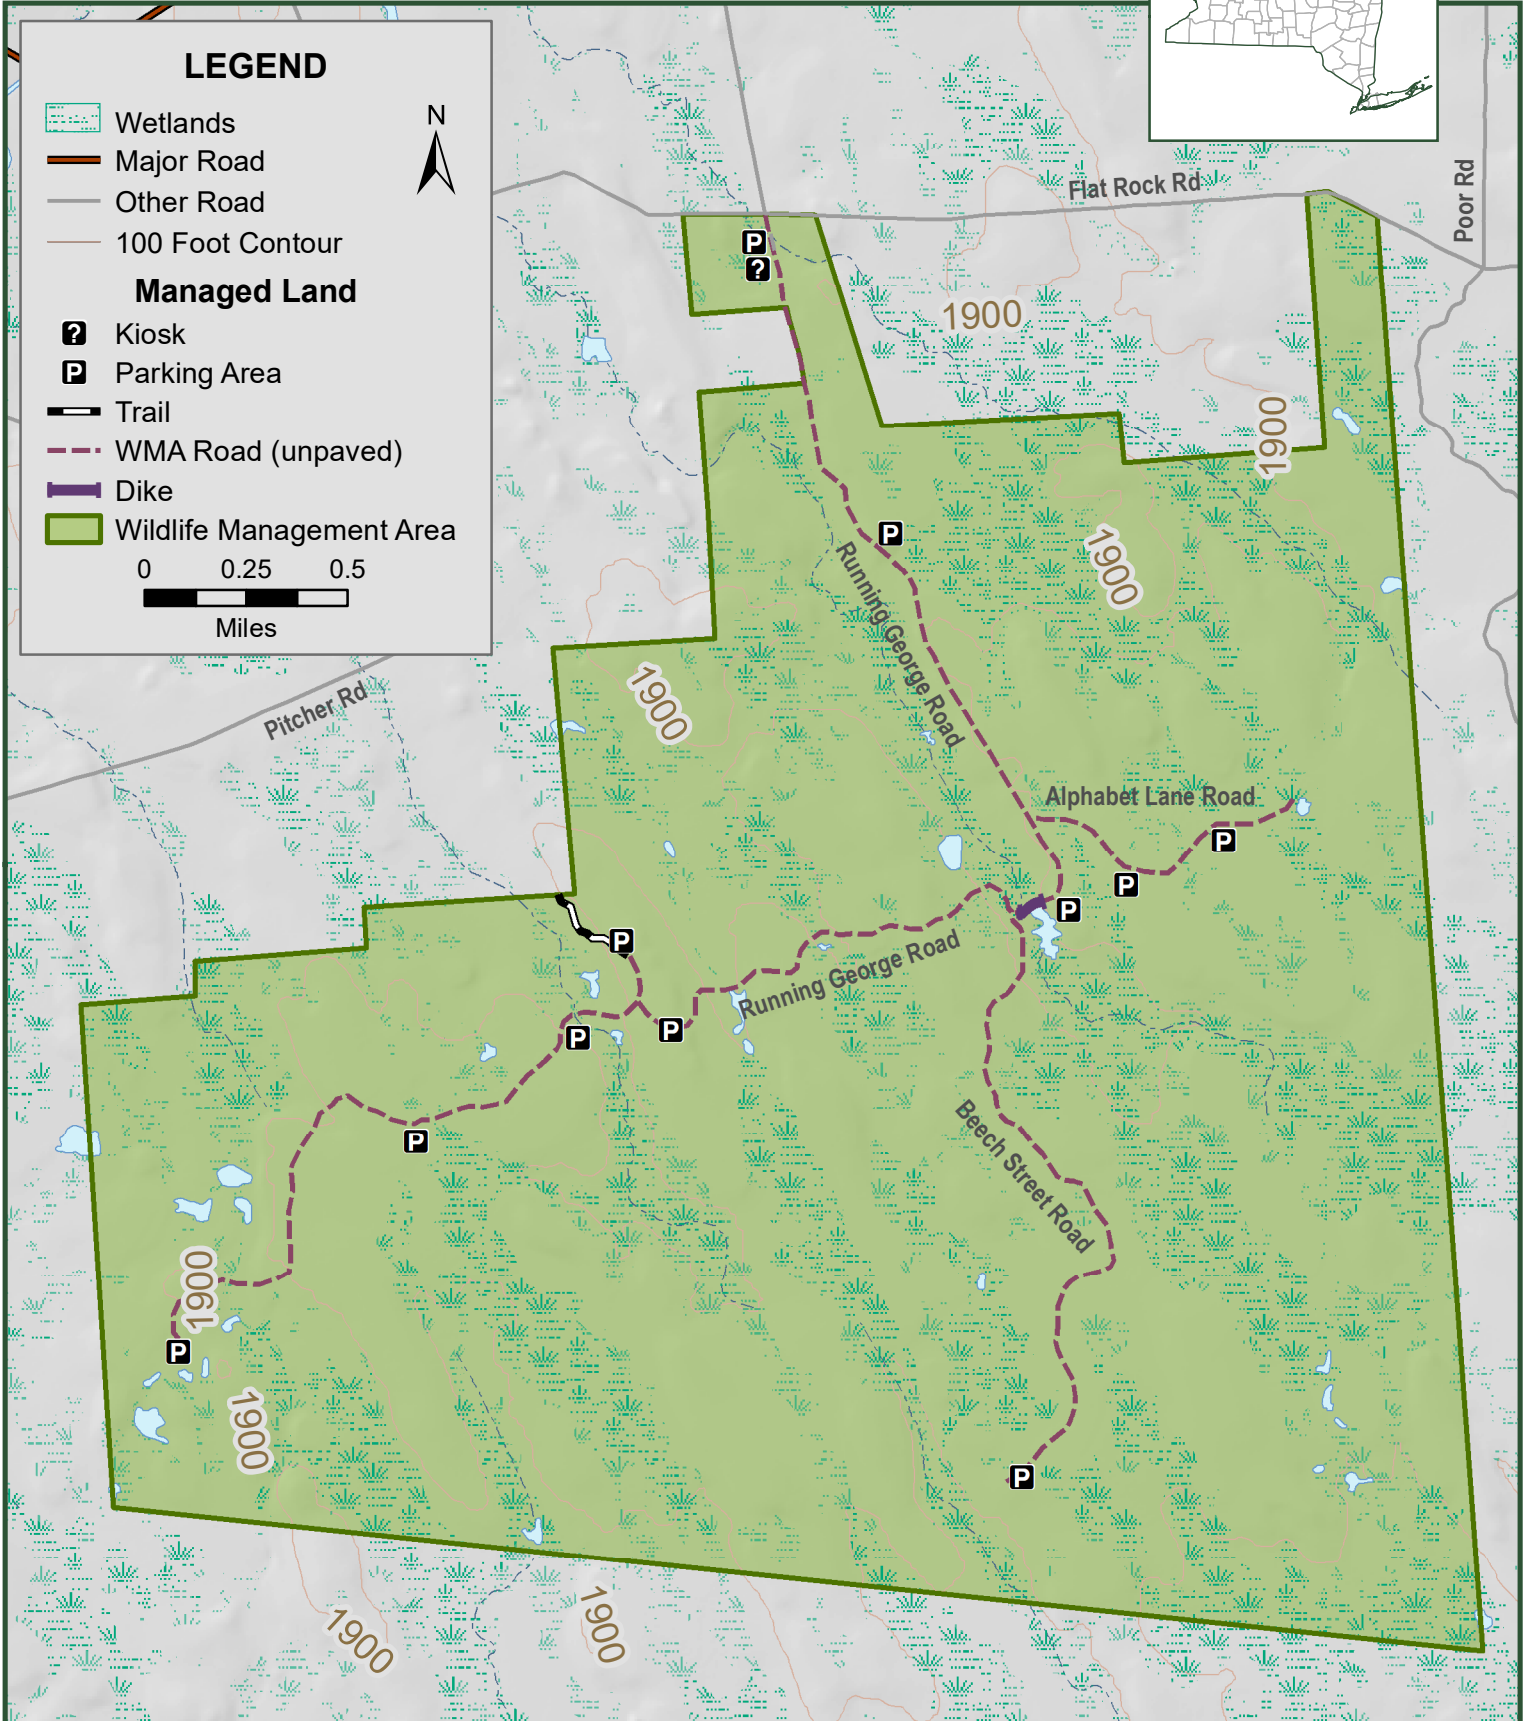 LEGEND
N
Wetlands
Major Road
Other Road
100 Foot Contour
Managed Land
? Kiosk
P Parking Area
Trail
WMA Road (unpaved)
Dike
Wildlife Management Area
0 0.25 0.5
Miles
Flat Rock Rd
Poor Rd
P
?
1900
1900
P
1900
Running George Road
1900
Pitcher Rd
Alphabet Lane Road
P
P
P
P
Running George Road
P
P
Beech Street Road
P
1900
P
1900
P
1900
1900